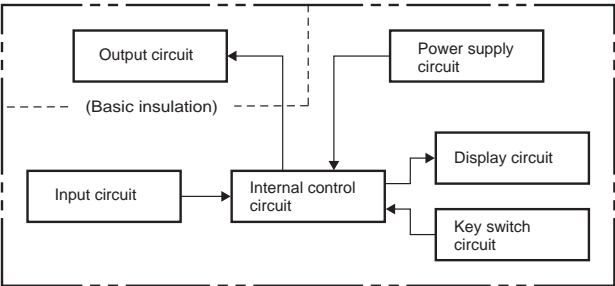 Output circuit
Power supply
circuit
(Basic insulation)
Display circuit
Input circuit
Internal control
circuit
Key switch
circuit